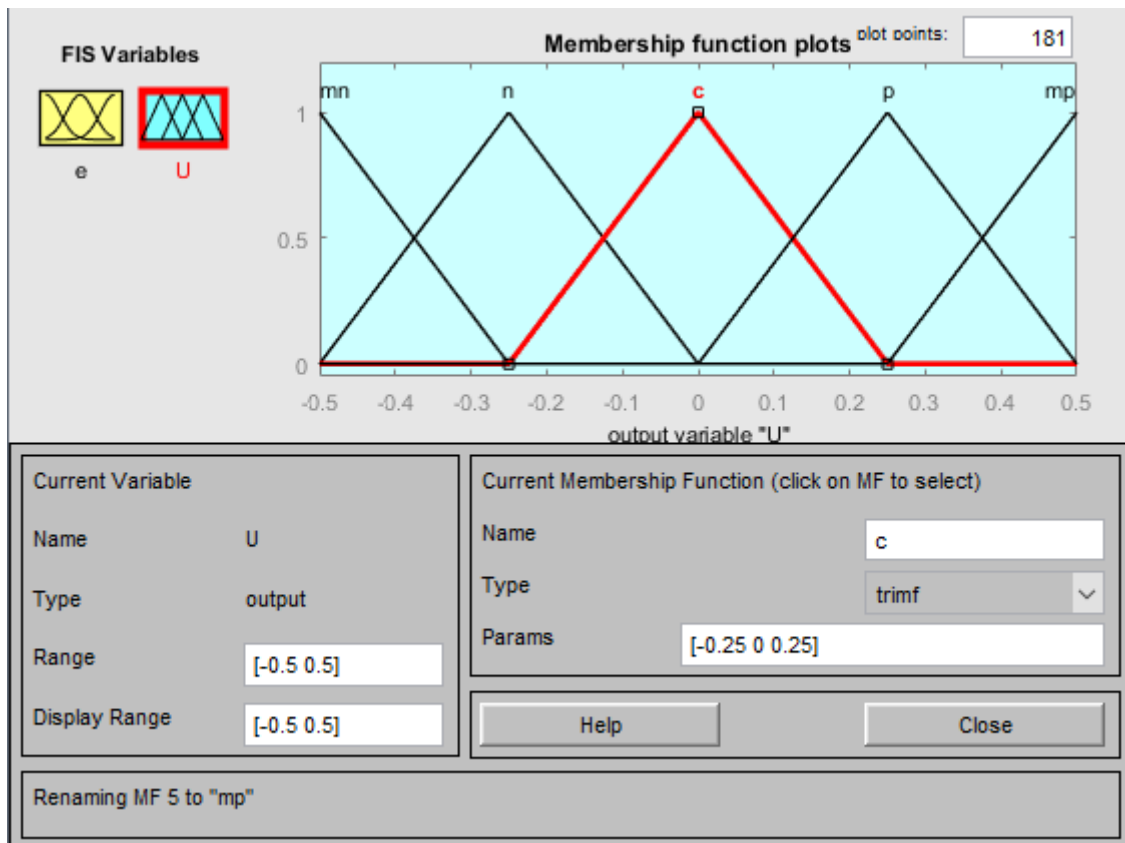 FIS Variables
e
U
Membership function plots
plot points:
181
mn
n
c
p
mp
1
0.5
0
-0.5
-0.4
-0.3
-0.2
-0.1
0
0.1
0.2
0.3
0.4
0.5
output variable "U"
Current Variable
Name
U
Type
output
Range
[-0.5 0.5]
Display Range
[-0.5 0.5]
Current Membership Function (click on MF to select)
Name
c
Type
trimf
Params
[-0.25 0 0.25]
Help
Close
Renaming MF 5 to "mp"